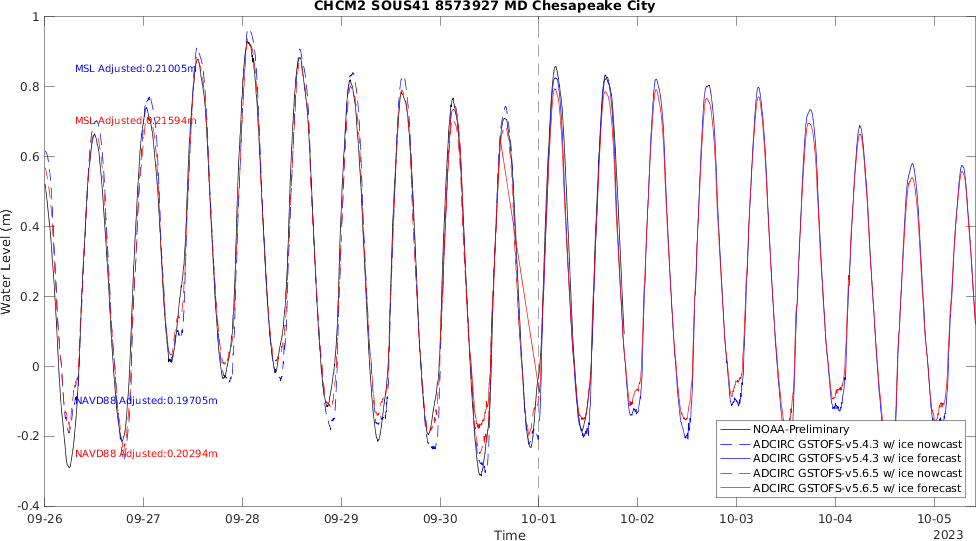 CHCM2 SOUS41 8573927 MD Chesapeake City
Water Level (m)
1
0.8
0.6
0.4
0.2
0
-0.2
-0.4
MSL Adjusted:0.21005m
MSL Adjusted:0.21594m
NAVD88 Adjusted:0.19705m
NAVD88 Adjusted:0.20294m
NOAA-Preliminary
ADCIRC GSTOFS-v5.4.3 w/ ice nowcast
ADCIRC GSTOFS-v5.4.3 w/ ice forecast
ADCIRC GSTOFS-v5.6.5 w/ ice nowcast
ADCIRC GSTOFS-v5.6.5 w/ ice forecast
09-26 09-27 09-28 09-29 09-30 10-01 10-02 10-03 10-04 10-05
Time
2023